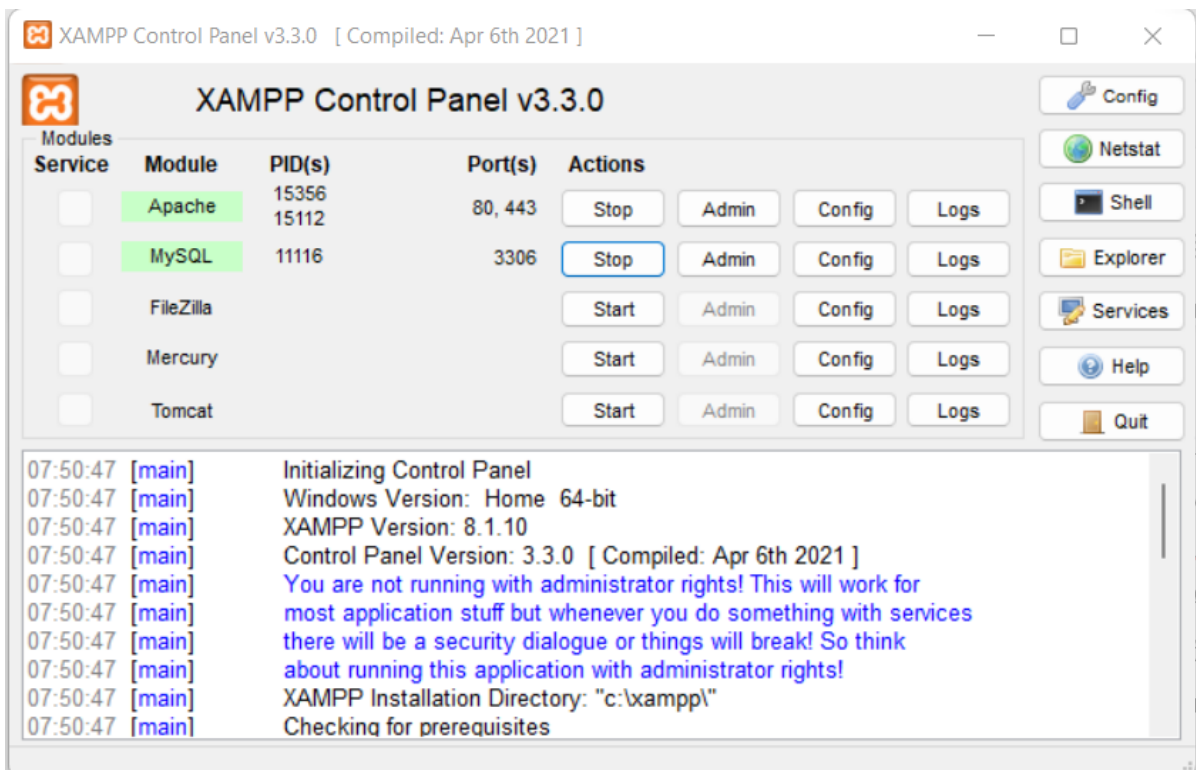 XAMPP Control Panel v3.3.0 [ Compiled: Apr 6th 2021 ]
XAMPP Control Panel v3.3.0
Config
Modules
Netstat
Service Module PID(s) Port(s) Actions
Apache 15356 15112 80, 443 Stop Admin Config Logs
Shell
MySQL 11116 3306 Stop Admin Config Logs
Explorer
FileZilla Start Admin Config Logs
Services
Mercury Start Admin Config Logs
Help
Tomcat Start Admin Config Logs
Quit
07:50:47 [main] Initializing Control Panel
07:50:47 [main] Windows Version: Home 64-bit
07:50:47 [main] XAMPP Version: 8.1.10
07:50:47 [main] Control Panel Version: 3.3.0 [ Compiled: Apr 6th 2021 ]
07:50:47 [main] You are not running with administrator rights! This will work for
07:50:47 [main] most application stuff but whenever you do something with services
07:50:47 [main] there will be a security dialogue or things will break! So think
07:50:47 [main] about running this application with administrator rights!
07:50:47 [main] XAMPP Installation Directory: "c:\xampp\"
07:50:47 [main] Checking for prerequisites